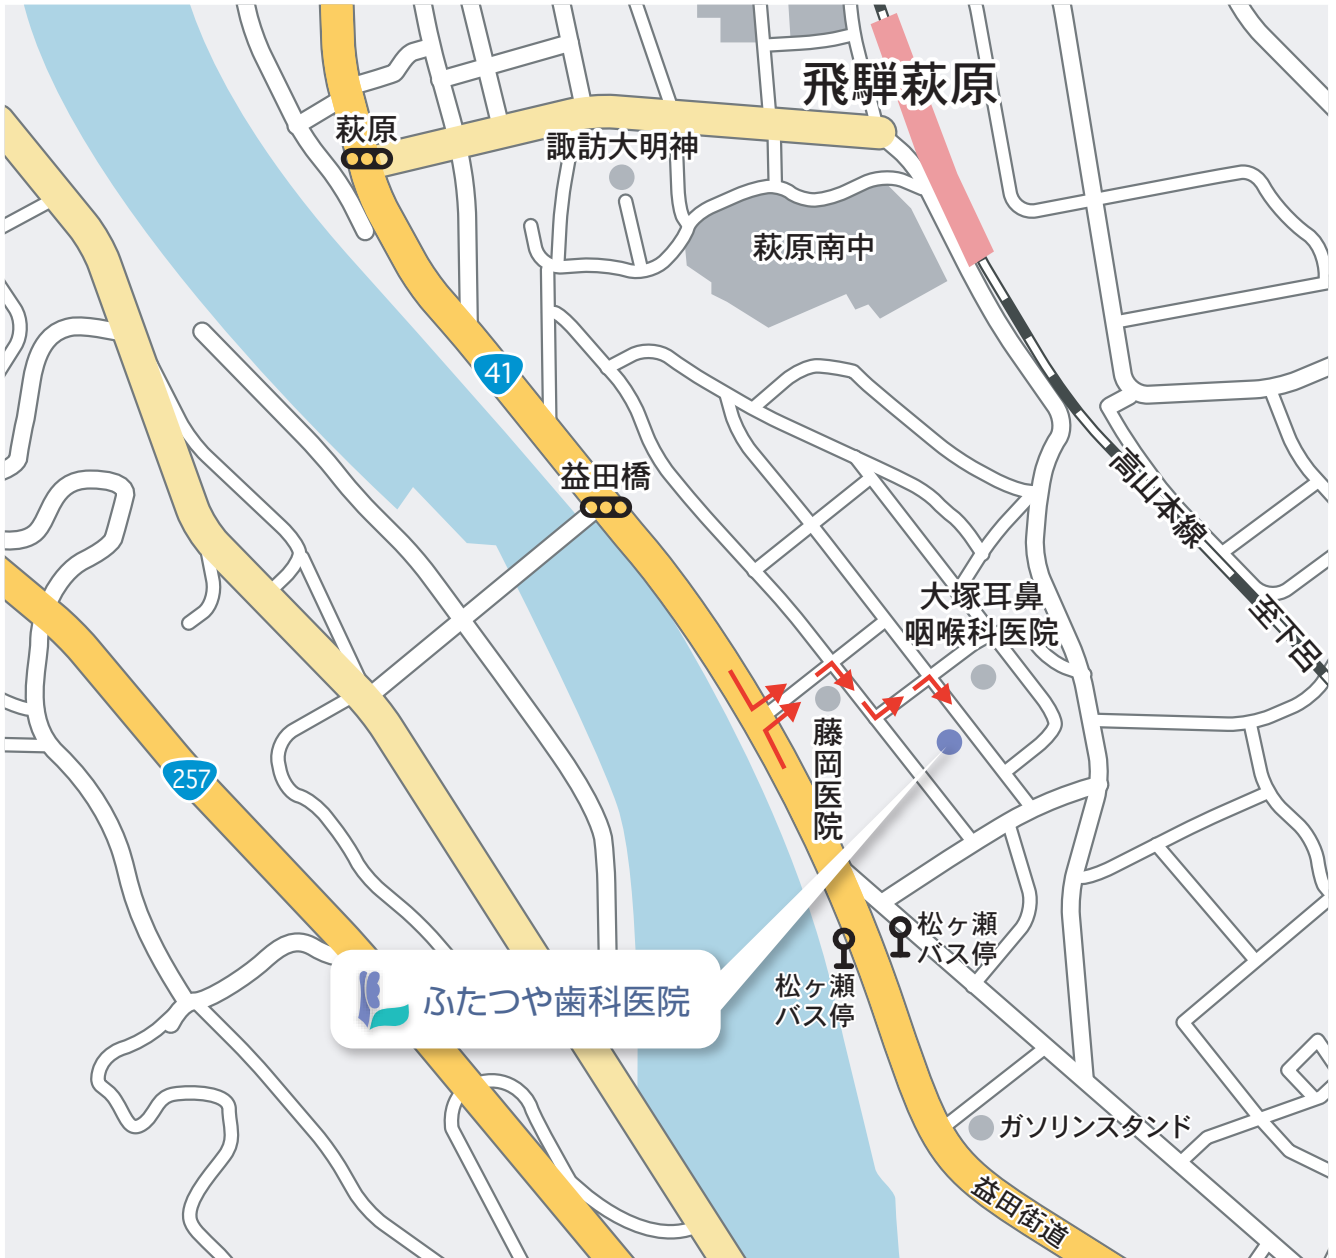 飛騨萩原
萩原
諏訪大明神
萩原南中
41
益田橋
高山本線
大塚耳鼻
咽喉科医院
至下呂
藤岡医院
257
松ヶ瀬
バス停
松ヶ瀬
バス停
ふたつや歯科医院
ガソリンスタンド
益田街道